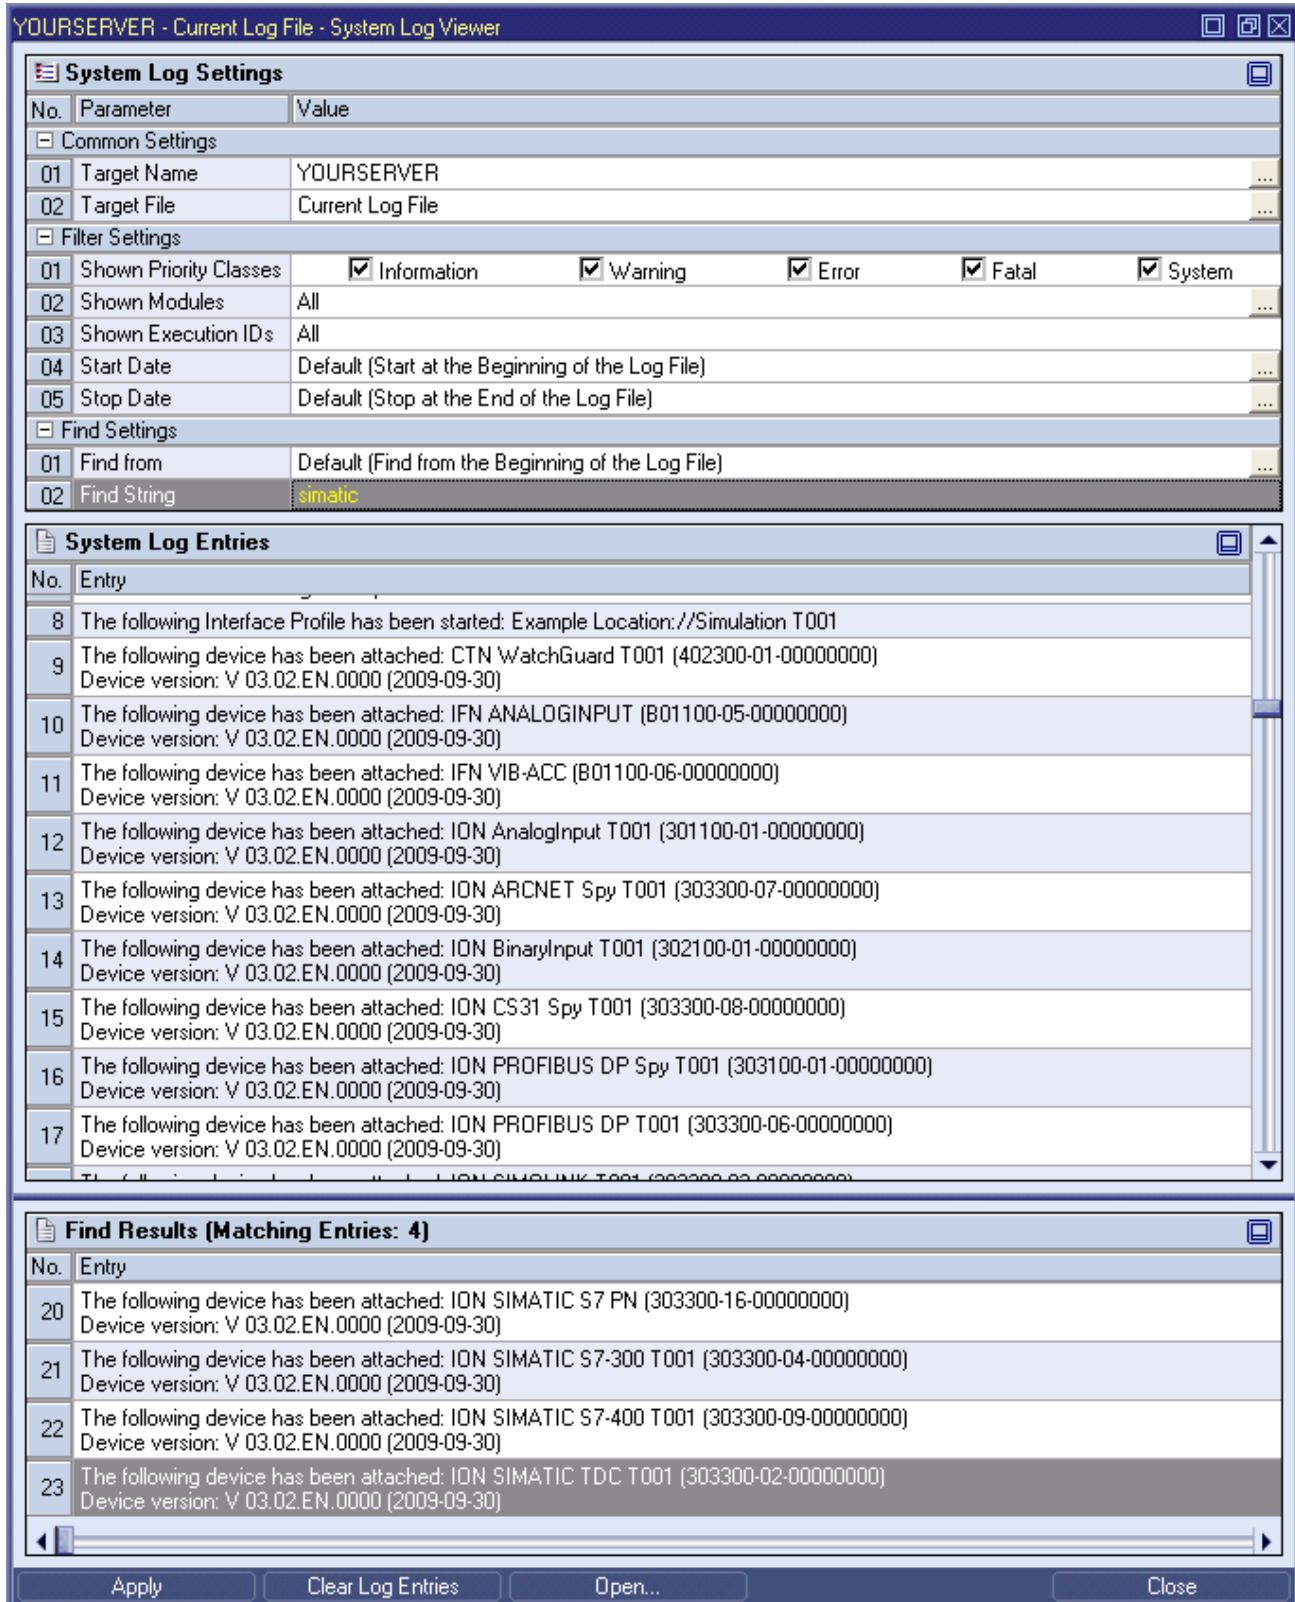 YOURSERVER - Current Log File - System Log Viewer
System Log Settings
No. Parameter Value
Common Settings
01 Target Name YOURSERVER ...
02 Target File Current Log File ...
Filter Settings
01 Shown Priority Classes Information Warning Error Fatal System
02 Shown Modules All ...
03 Shown Execution IDs All
04 Start Date Default (Start at the Beginning of the Log File) ...
05 Stop Date Default (Stop at the End of the Log File) ...
Find Settings
01 Find from Default (Find from the Beginning of the Log File) ...
02 Find String simatic
System Log Entries
No. Entry
8 The following Interface Profile has been started: Example Location://Simulation T001
9 The following device has been attached: CTN WatchGuard T001 (402300-01-00000000)
Device version: V 03.02.EN.0000 (2009-09-30)
10 The following device has been attached: IFN ANALOGINPUT (B01100-05-00000000)
Device version: V 03.02.EN.0000 (2009-09-30)
11 The following device has been attached: IFN VIB-ACC (B01100-06-00000000)
Device version: V 03.02.EN.0000 (2009-09-30)
12 The following device has been attached: ION AnalogInput T001 (301100-01-00000000)
Device version: V 03.02.EN.0000 (2009-09-30)
13 The following device has been attached: ION ARCNET Spy T001 (303300-07-00000000)
Device version: V 03.02.EN.0000 (2009-09-30)
14 The following device has been attached: ION BinaryInput T001 (302100-01-00000000)
Device version: V 03.02.EN.0000 (2009-09-30)
15 The following device has been attached: ION CS31 Spy T001 (303300-08-00000000)
Device version: V 03.02.EN.0000 (2009-09-30)
16 The following device has been attached: ION PROFIBUS DP Spy T001 (303100-01-00000000)
Device version: V 03.02.EN.0000 (2009-09-30)
17 The following device has been attached: ION PROFIBUS DP T001 (303300-06-00000000)
Device version: V 03.02.EN.0000 (2009-09-30)
Find Results (Matching Entries: 4)
No. Entry
20 The following device has been attached: ION SIMATIC S7 PN (303300-16-00000000)
Device version: V 03.02.EN.0000 (2009-09-30)
21 The following device has been attached: ION SIMATIC S7-300 T001 (303300-04-00000000)
Device version: V 03.02.EN.0000 (2009-09-30)
22 The following device has been attached: ION SIMATIC S7-400 T001 (303300-09-00000000)
Device version: V 03.02.EN.0000 (2009-09-30)
23 The following device has been attached: ION SIMATIC TDC T001 (303300-02-00000000)
Device version: V 03.02.EN.0000 (2009-09-30)
Apply Clear Log Entries Open... Close